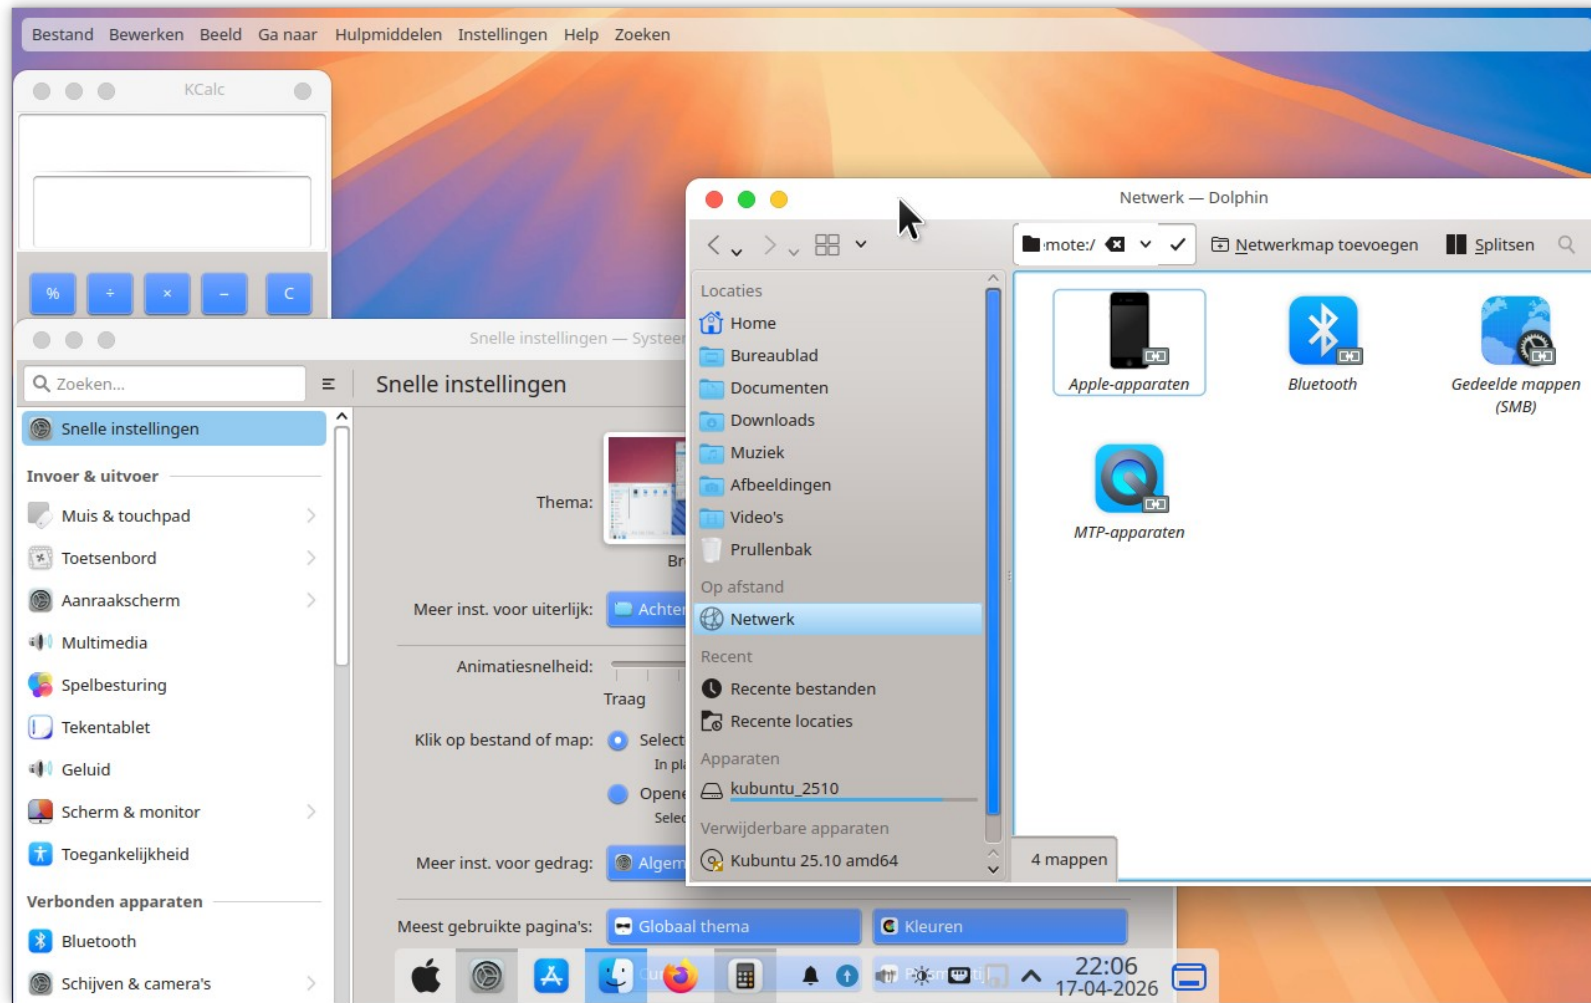 Bestand Bewerken Beeld Ga naar Hulpmiddelen Instellingen Help Zoeken
KCalc
% ÷ × − C
Netwerk — Dolphin
mote:/ Netwerkmap toevoegen Splitsen
Locaties
Home
Bureaublad
Documenten
Downloads
Muziek
Afbeeldingen
Video's
Prullenbak
Op afstand
Netwerk
Recent
Recente bestanden
Recente locaties
Apparaten
kubuntu_2510
Verwijderbare apparaten
Kubuntu 25.10 amd64
Apple-apparaten
Bluetooth
Gedeelde mappen
(SMB)
MTP-apparaten
4 mappen
Snelle instellingen — Systeer
Zoeken...
Snelle instellingen
Snelle instellingen
Invoer & uitvoer
Muis & touchpad
Toetsenbord
Aanraakscherm
Multimedia
Spelbesturing
Tekentablet
Geluid
Scherm & monitor
Toegankelijkheid
Verbonden apparaten
Bluetooth
Schijven & camera's
Thema:
Br
Meer inst. voor uiterlijk: Achter
Animatiesnelheid:
Traag
Klik op bestand of map: Select
In pla
Opene
Selec
Meer inst. voor gedrag: Algem
Meest gebruikte pagina's: Globaal thema Kleuren
22:06
17-04-2026